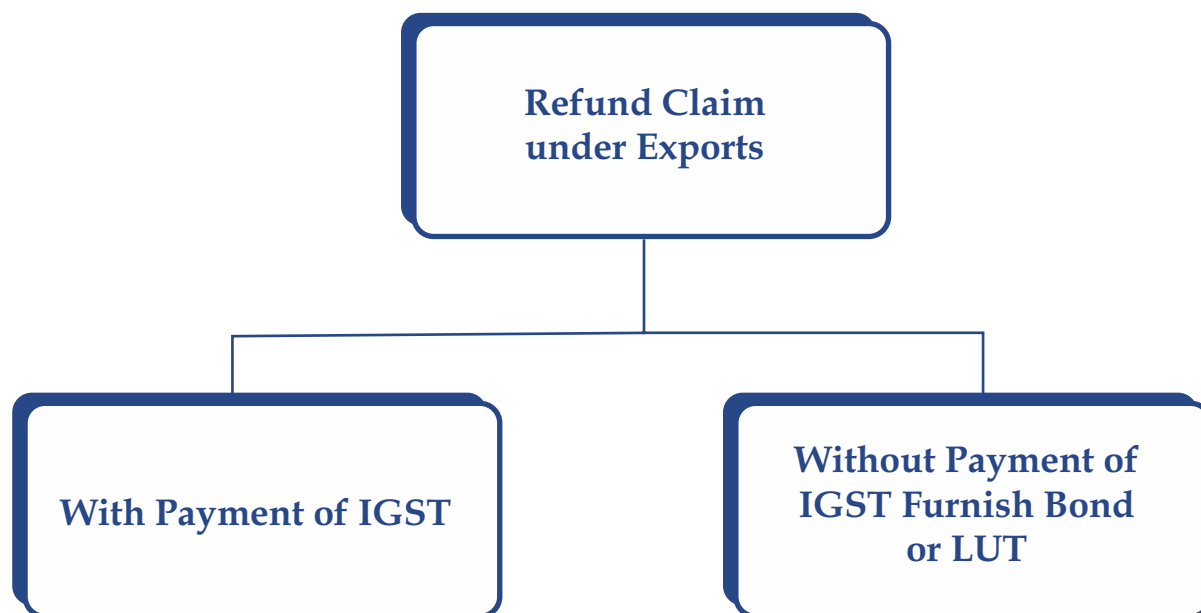 Refund Claim
under Exports
With Payment of IGST
Without Payment of
IGST Furnish Bond
or LUT